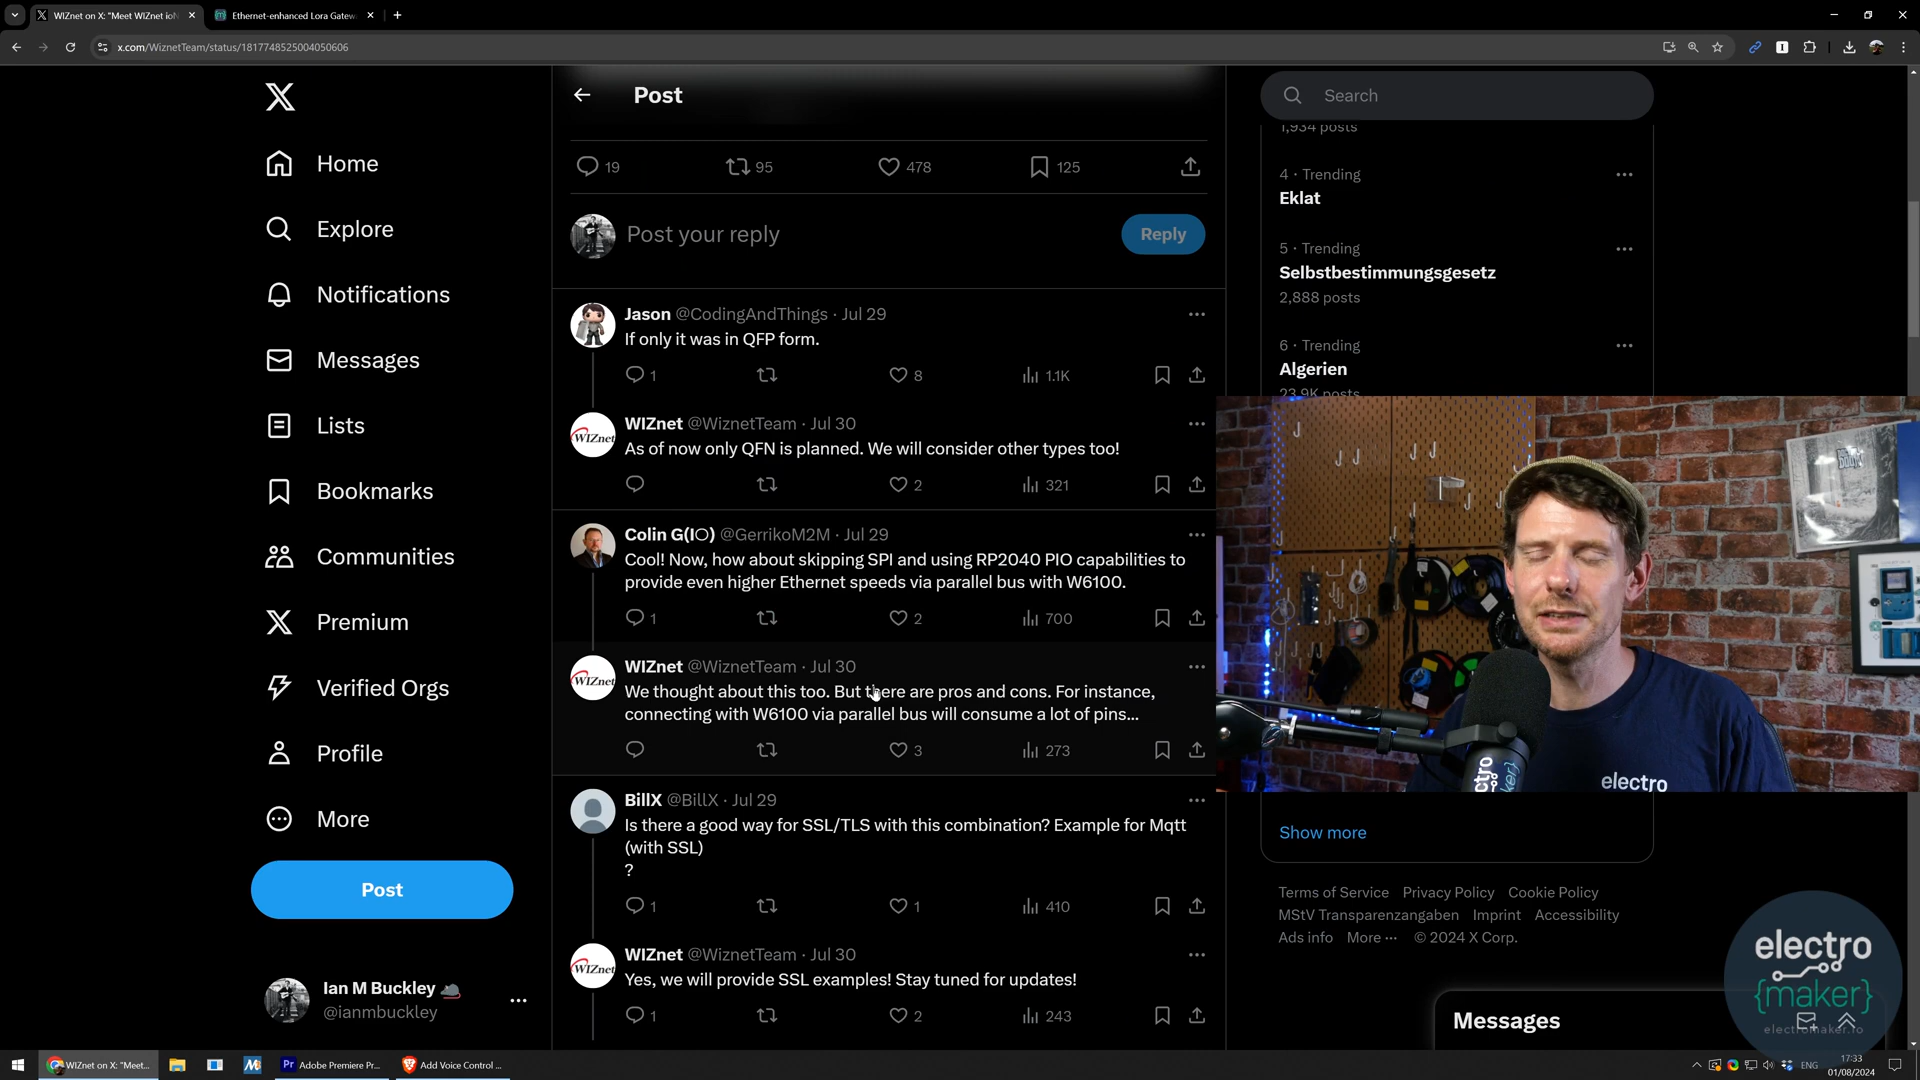 WIZnet on X: "Meet WIZnet ioN
Ethernet-enhanced Lora Gatew
x.com/WiznetTeam/status/1817748525004050606
Home
Explore
Notifications
Messages
Lists
Bookmarks
Communities
Premium
Verified Orgs
Profile
More
Post
Ian M Buckley
@ianmbuckley
Post
19 95 478 125
Post your reply
Reply
Jason @CodingAndThings · Jul 29
If only it was in QFP form.
1 8 1.1K
WIZnet @WiznetTeam · Jul 30
As of now only QFN is planned. We will consider other types too!
2 321
Colin G(IO) @GerrikoM2M · Jul 29
Cool! Now, how about skipping SPI and using RP2040 PIO capabilities to
provide even higher Ethernet speeds via parallel bus with W6100.
1 2 700
WIZnet @WiznetTeam · Jul 30
We thought about this too. But there are pros and cons. For instance,
connecting with W6100 via parallel bus will consume a lot of pins...
3 273
BillX @BillX · Jul 29
Is there a good way for SSL/TLS with this combination? Example for Mqtt
(with SSL)
?
1 1 410
WIZnet @WiznetTeam · Jul 30
Yes, we will provide SSL examples! Stay tuned for updates!
1 2 243
WIZnet
WIZnet
WIZnet
Search
1,934 posts
4 · Trending
Eklat
5 · Trending
Selbstbestimmungsgesetz
2,888 posts
6 · Trending
Algerien
23.9K posts
electro
Show more
Terms of Service Privacy Policy Cookie Policy
MStV Transparenzangaben Imprint Accessibility
Ads info More ··· © 2024 X Corp.
Messages
electro
{maker}
electromaker.io
WIZnet on X: "Meet...
Adobe Premiere Pr...
Add Voice Control ...
ENG
17:33
01/08/2024